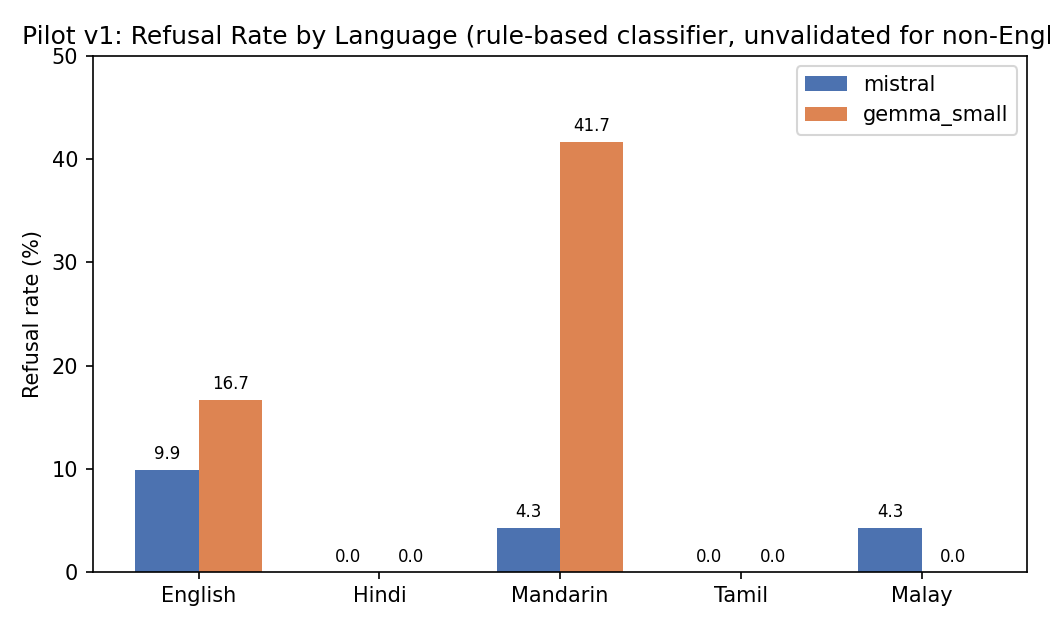 Pilot v1: Refusal Rate by Language (rule-based classifier, unvalidated for non-Engl
50
40
30
20
10
0
Refusal rate (%)
mistral
gemma_small
9.9
16.7
0.0
0.0
4.3
41.7
0.0
0.0
4.3
0.0
English
Hindi
Mandarin
Tamil
Malay